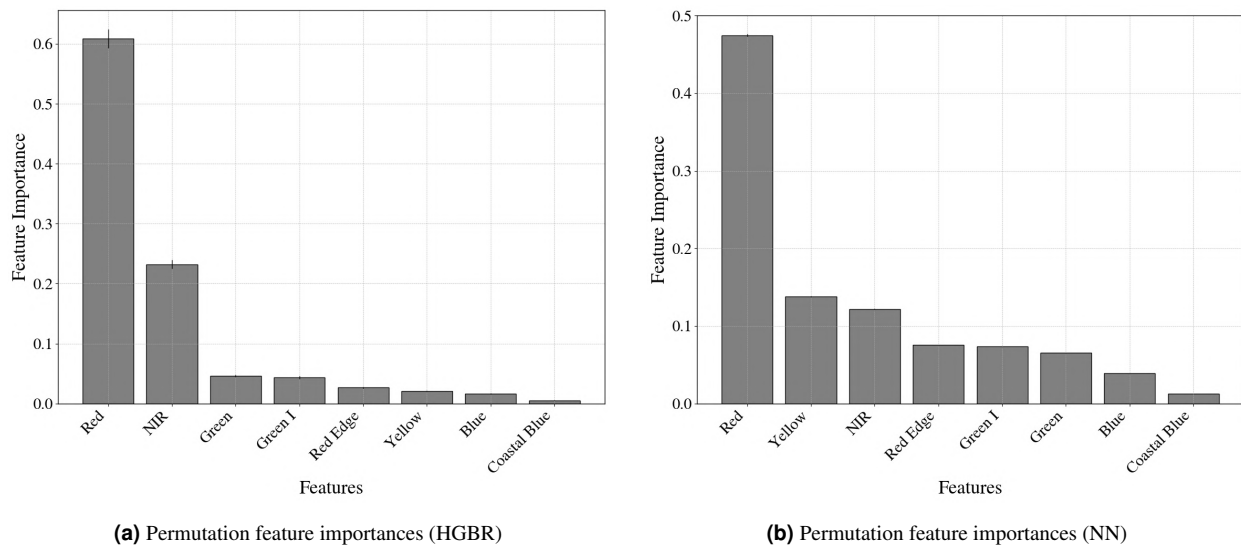 0.6
0.5
0.4
0.3
0.2
0.1
0.0
Feature Importance
Red
NIR
Green
Green I
Red Edge
Yellow
Blue
Coastal Blue
Features
(a) Permutation feature importances (HGBR)
0.5
0.4
0.3
0.2
0.1
0.0
Feature Importance
Red
Yellow
NIR
Red Edge
Green I
Green
Blue
Coastal Blue
Features
(b) Permutation feature importances (NN)